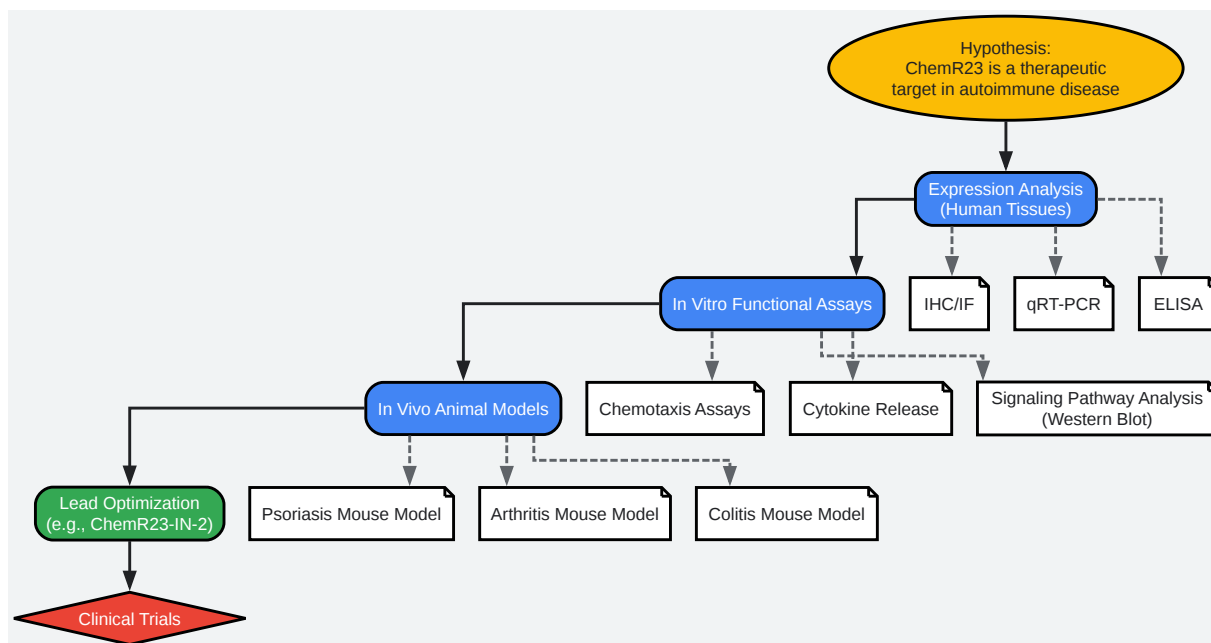 Hypothesis:
ChemR23 is a therapeutic
target in autoimmune disease
Expression Analysis
(Human Tissues)
IHC/IF
qRT-PCR
ELISA
In Vitro Functional Assays
Chemotaxis Assays
Cytokine Release
Signaling Pathway Analysis
(Western Blot)
In Vivo Animal Models
Psoriasis Mouse Model
Arthritis Mouse Model
Colitis Mouse Model
Lead Optimization
(e.g., ChemR23-IN-2)
Clinical Trials